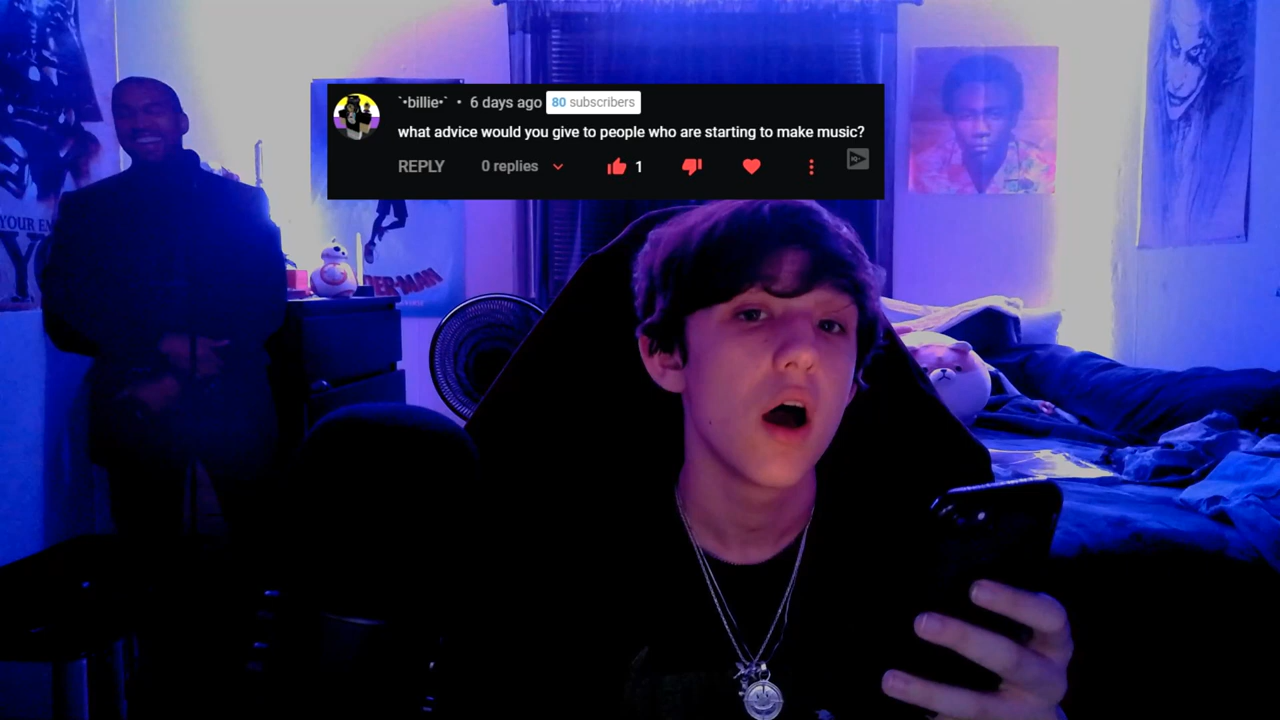 `•billie•` • 6 days ago 80 subscribers
what advice would you give to people who are starting to make music?
REPLY 0 replies 1
YOUR
DER-MAN